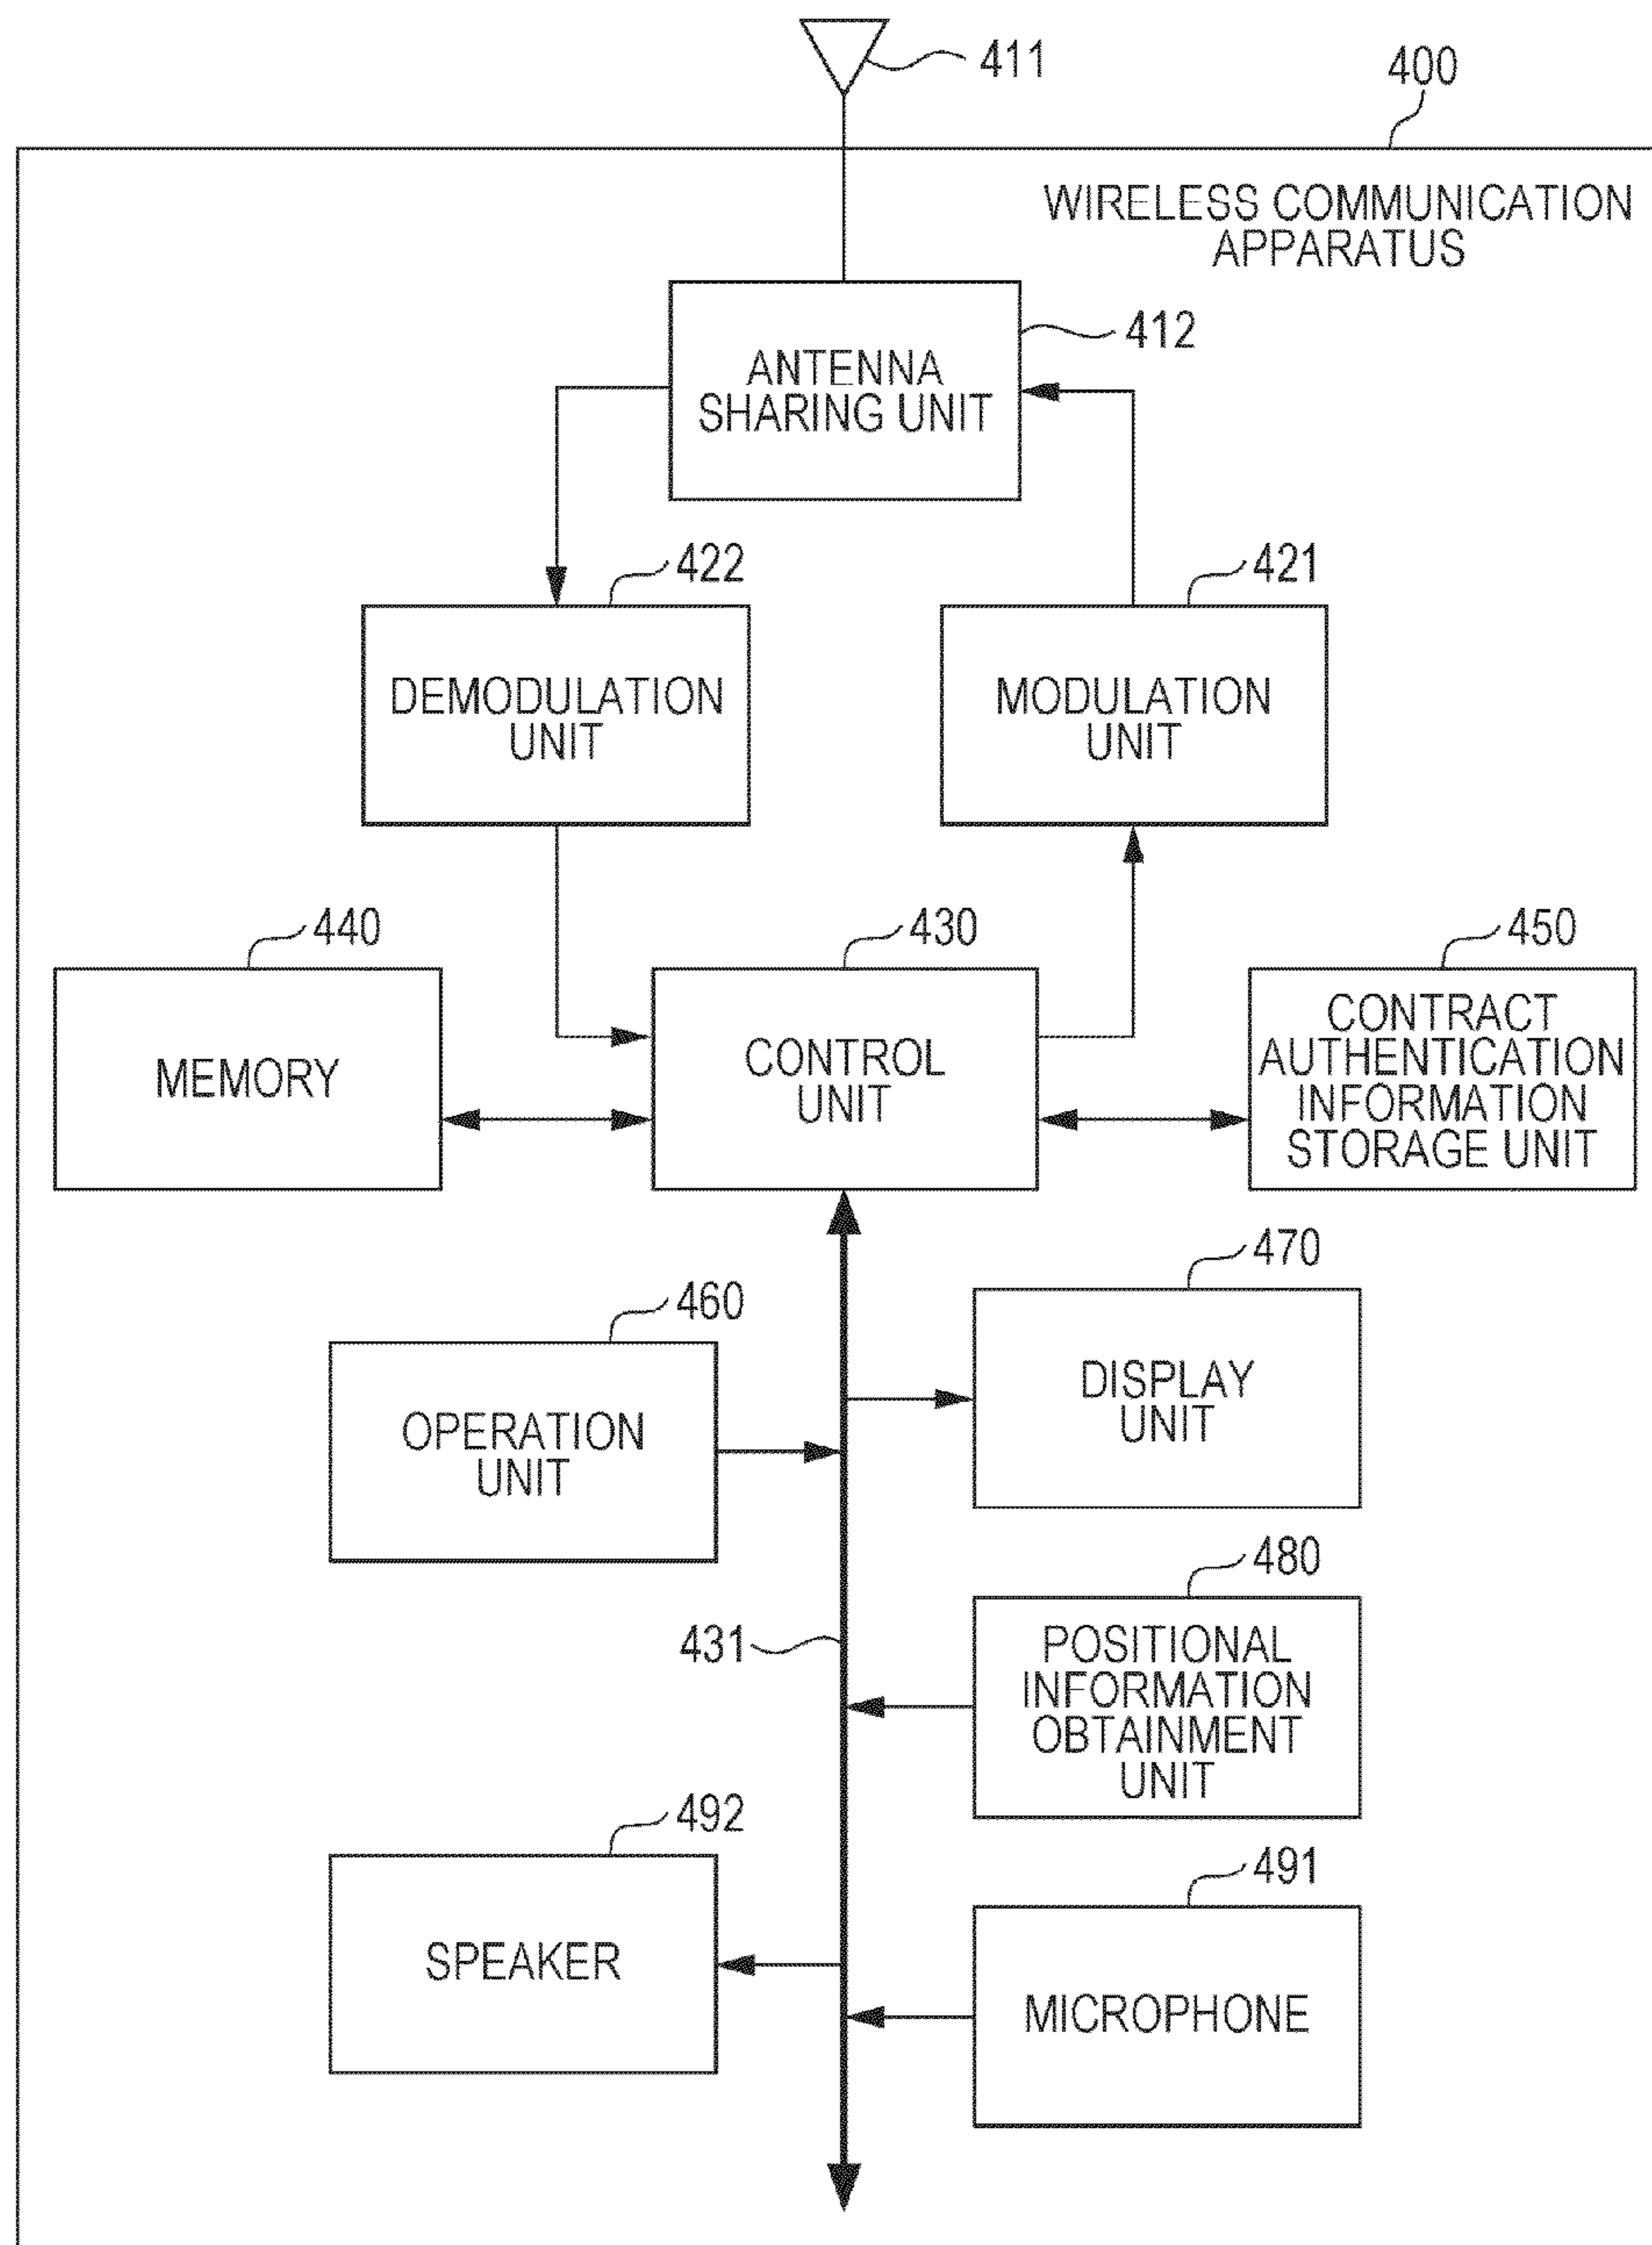 411
400
WIRELESS COMMUNICATION
APPARATUS
412
ANTENNA
SHARING UNIT
422
421
DEMODULATION
UNIT
MODULATION
UNIT
440
430
450
MEMORY
CONTROL
UNIT
CONTRACT
AUTHENTICATION
INFORMATION
STORAGE UNIT
470
460
DISPLAY
UNIT
OPERATION
UNIT
480
431
POSITIONAL
INFORMATION
OBTAINMENT
UNIT
492
491
SPEAKER
MICROPHONE